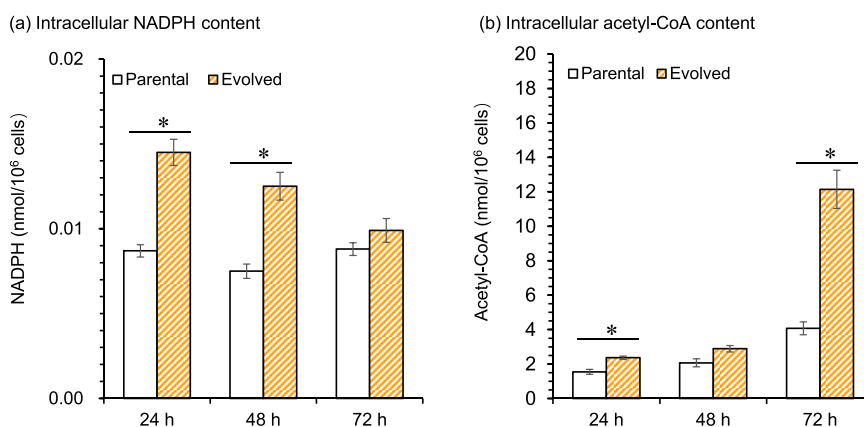 (a) Intracellular NADPH content
0.02
Parental Evolved
*
*
0.01
NADPH (nmol/10⁶ cells)
0.00
24 h 48 h 72 h
(b) Intracellular acetyl-CoA content
20
18
Parental Evolved
16
14
*
12
10
Acetyl-CoA (nmol/10⁶ cells)
8
6
4
*
2
0
24 h 48 h 72 h